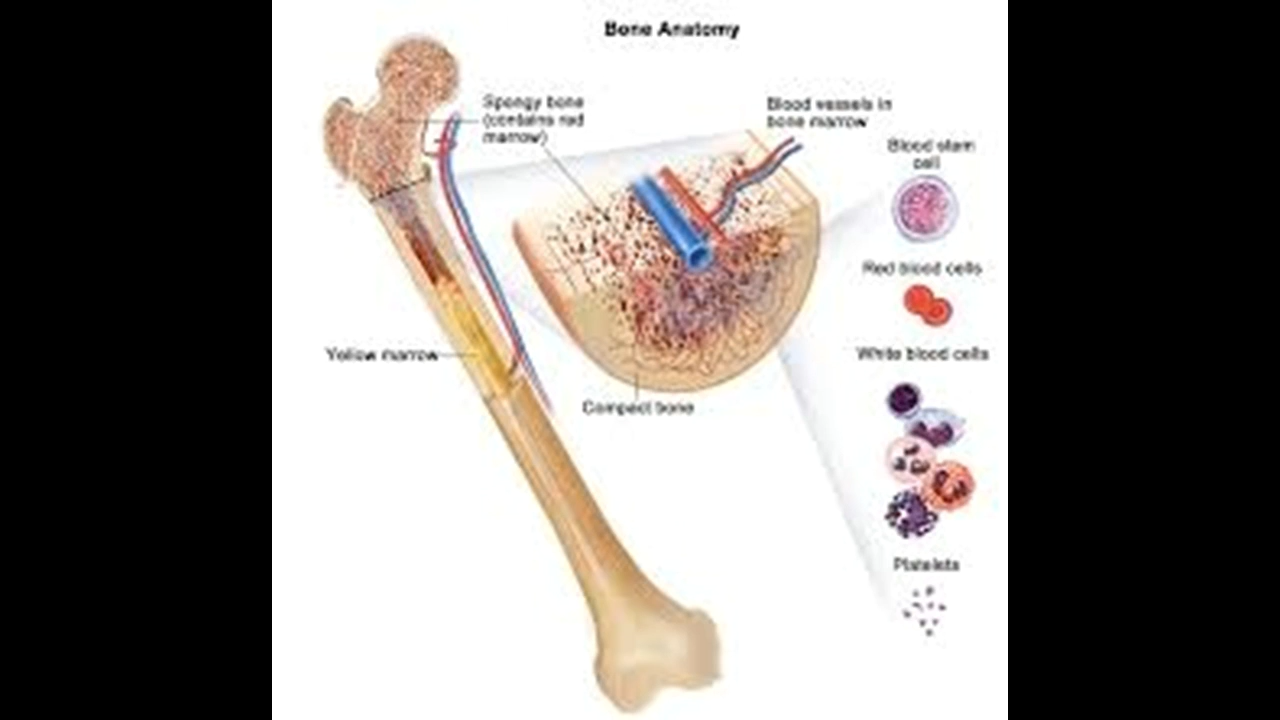 Bone Anatomy
Spongy bone
(contains red
marrow)
Blood vessels in
bone marrow
Blood stem
cell
Red blood cells
White blood cells
Yellow marrow
Compact bone
Platelets